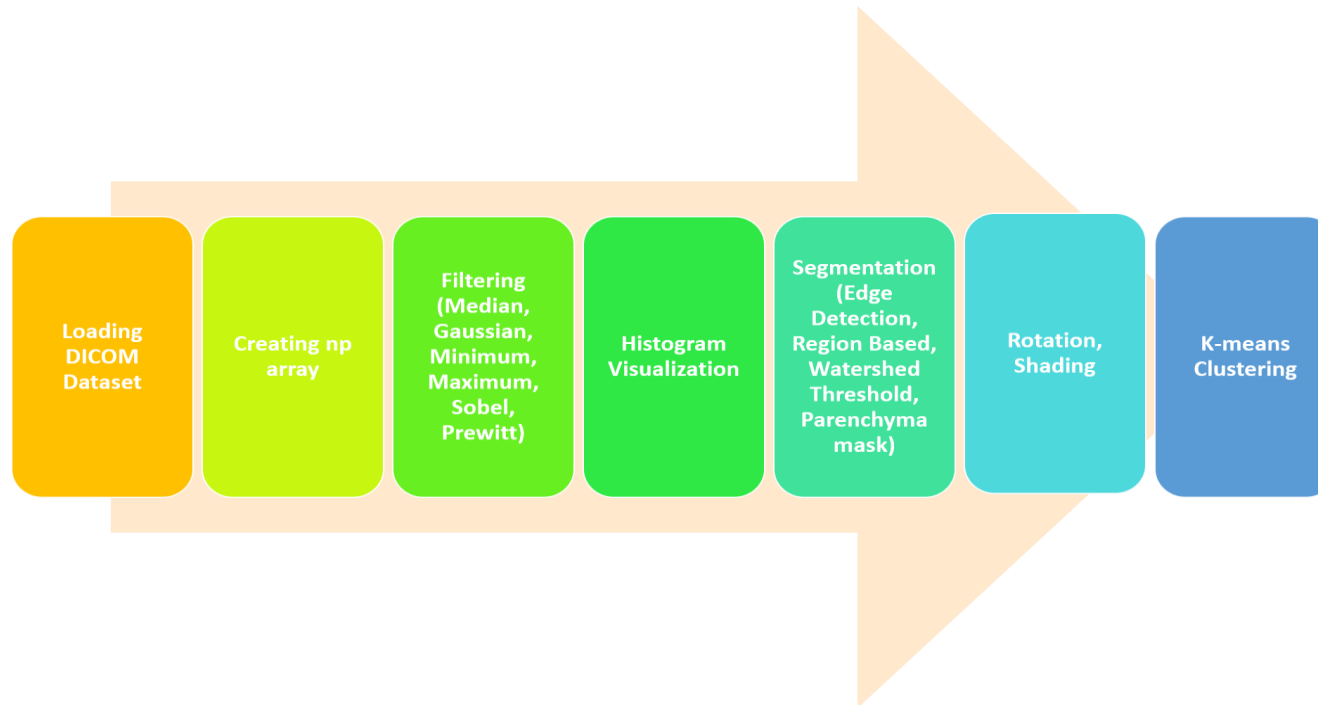 Loading
DICOM
Dataset
Creating np
array
Filtering
(Median,
Gaussian,
Minimum,
Maximum,
Sobel,
Prewitt)
Histogram
Visualization
Segmentation
(Edge
Detection,
Region Based,
Watershed
Threshold,
Parenchyma
mask)
Rotation,
Shading
K-means
Clustering